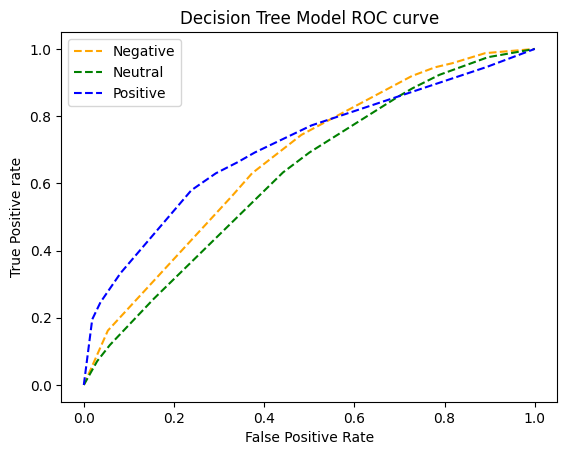 Decision Tree Model ROC curve
Negative
Neutral
Positive
True Positive rate
1.0
0.8
0.6
0.4
0.2
0.0
0.0 0.2 0.4 0.6 0.8 1.0
False Positive Rate